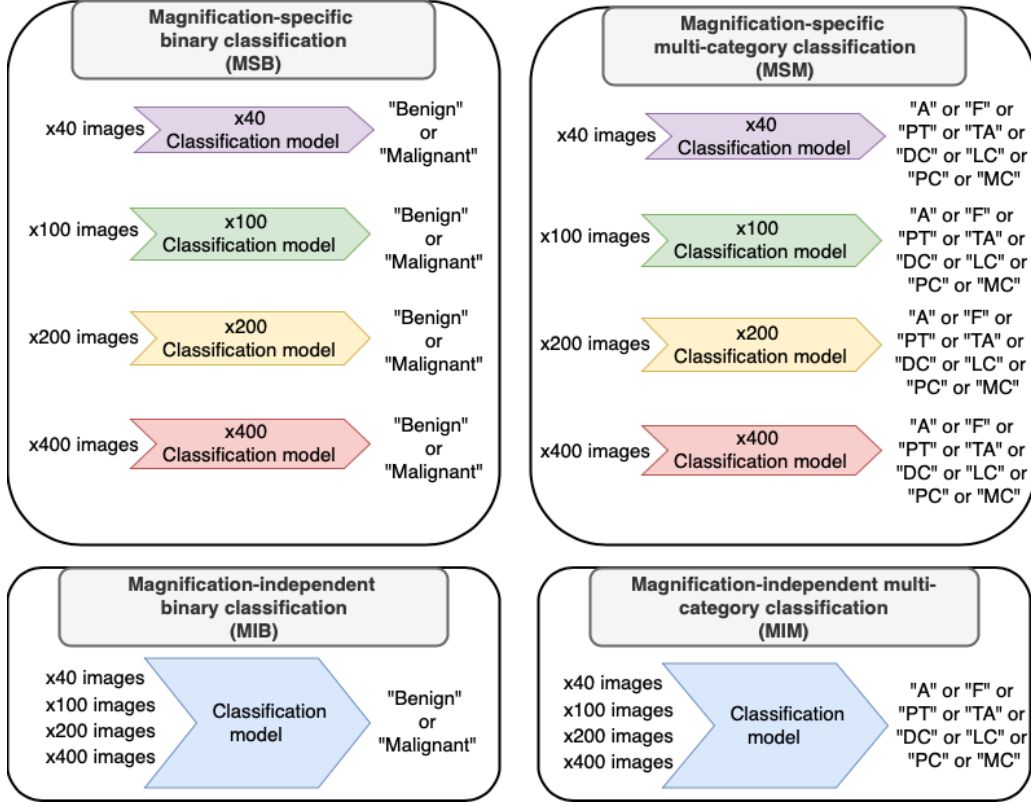 Magnification-specific
binary classification
(MSB)
x40 images
x40
Classification model
"Benign"
or
"Malignant"
x100 images
x100
Classification model
"Benign"
or
"Malignant"
x200 images
x200
Classification model
"Benign"
or
"Malignant"
x400 images
x400
Classification model
"Benign"
or
"Malignant"
Magnification-specific
multi-category classification
(MSM)
x40 images
x40
Classification model
"A" or "F" or
"PT" or "TA" or
"DC" or "LC" or
"PC" or "MC"
x100 images
x100
Classification model
"A" or "F" or
"PT" or "TA" or
"DC" or "LC" or
"PC" or "MC"
x200 images
x200
Classification model
"A" or "F" or
"PT" or "TA" or
"DC" or "LC" or
"PC" or "MC"
x400 images
x400
Classification model
"A" or "F" or
"PT" or "TA" or
"DC" or "LC" or
"PC" or "MC"
Magnification-independent
binary classification
(MIB)
x40 images
x100 images
x200 images
x400 images
Classification
model
"Benign"
or
"Malignant"
Magnification-independent multi-
category classification
(MIM)
x40 images
x100 images
x200 images
x400 images
Classification
model
"A" or "F" or
"PT" or "TA" or
"DC" or "LC" or
"PC" or "MC"